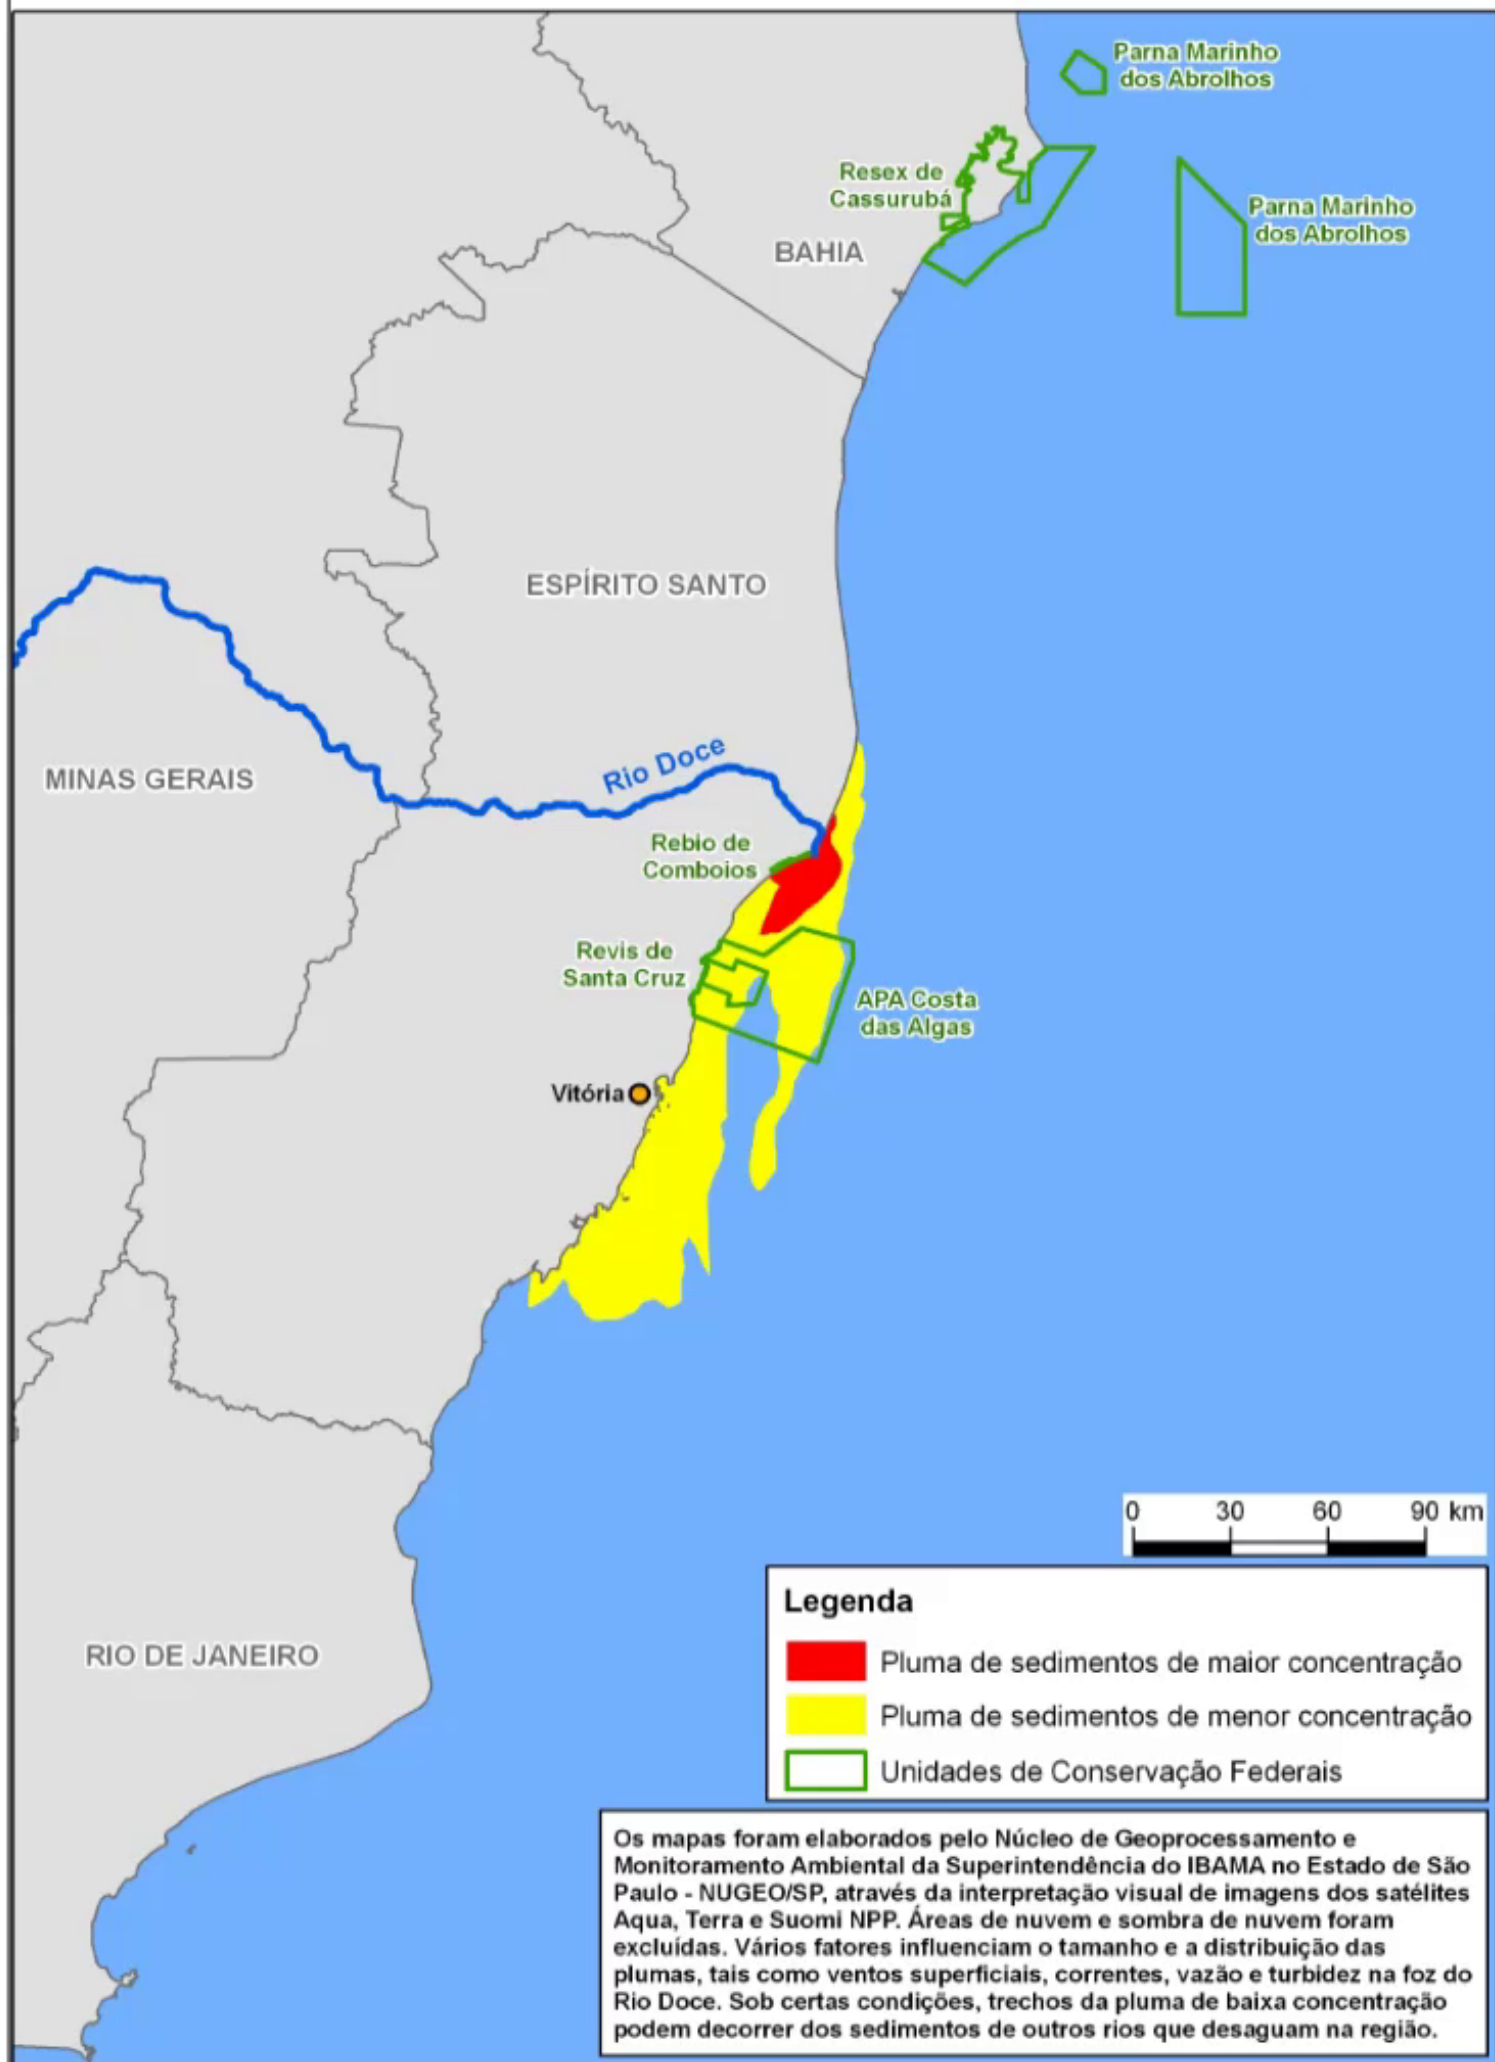 Parna Marinho
dos Abrolhos
Resex de
Cassurubá
Parna Marinho
dos Abrolhos
BAHIA
ESPÍRITO SANTO
Rio Doce
MINAS GERAIS
Rebio de
Comboios
Revis de
Santa Cruz
APA Costa
das Algas
Vitória
0 30 60 90 km
Legenda
RIO DE JANEIRO
Pluma de sedimentos de maior concentração
Pluma de sedimentos de menor concentração
Unidades de Conservação Federais
Os mapas foram elaborados pelo Núcleo de Geoprocessamento e
Monitoramento Ambiental da Superintendência do IBAMA no Estado de São
Paulo - NUGEO/SP, através da interpretação visual de imagens dos satélites
Aqua, Terra e Suomi NPP. Áreas de nuvem e sombra de nuvem foram
excluídas. Vários fatores influenciam o tamanho e a distribuição das
plumas, tais como ventos superficiais, correntes, vazão e turbidez na foz do
Rio Doce. Sob certas condições, trechos da pluma de baixa concentração
podem decorrer dos sedimentos de outros rios que desaguam na região.